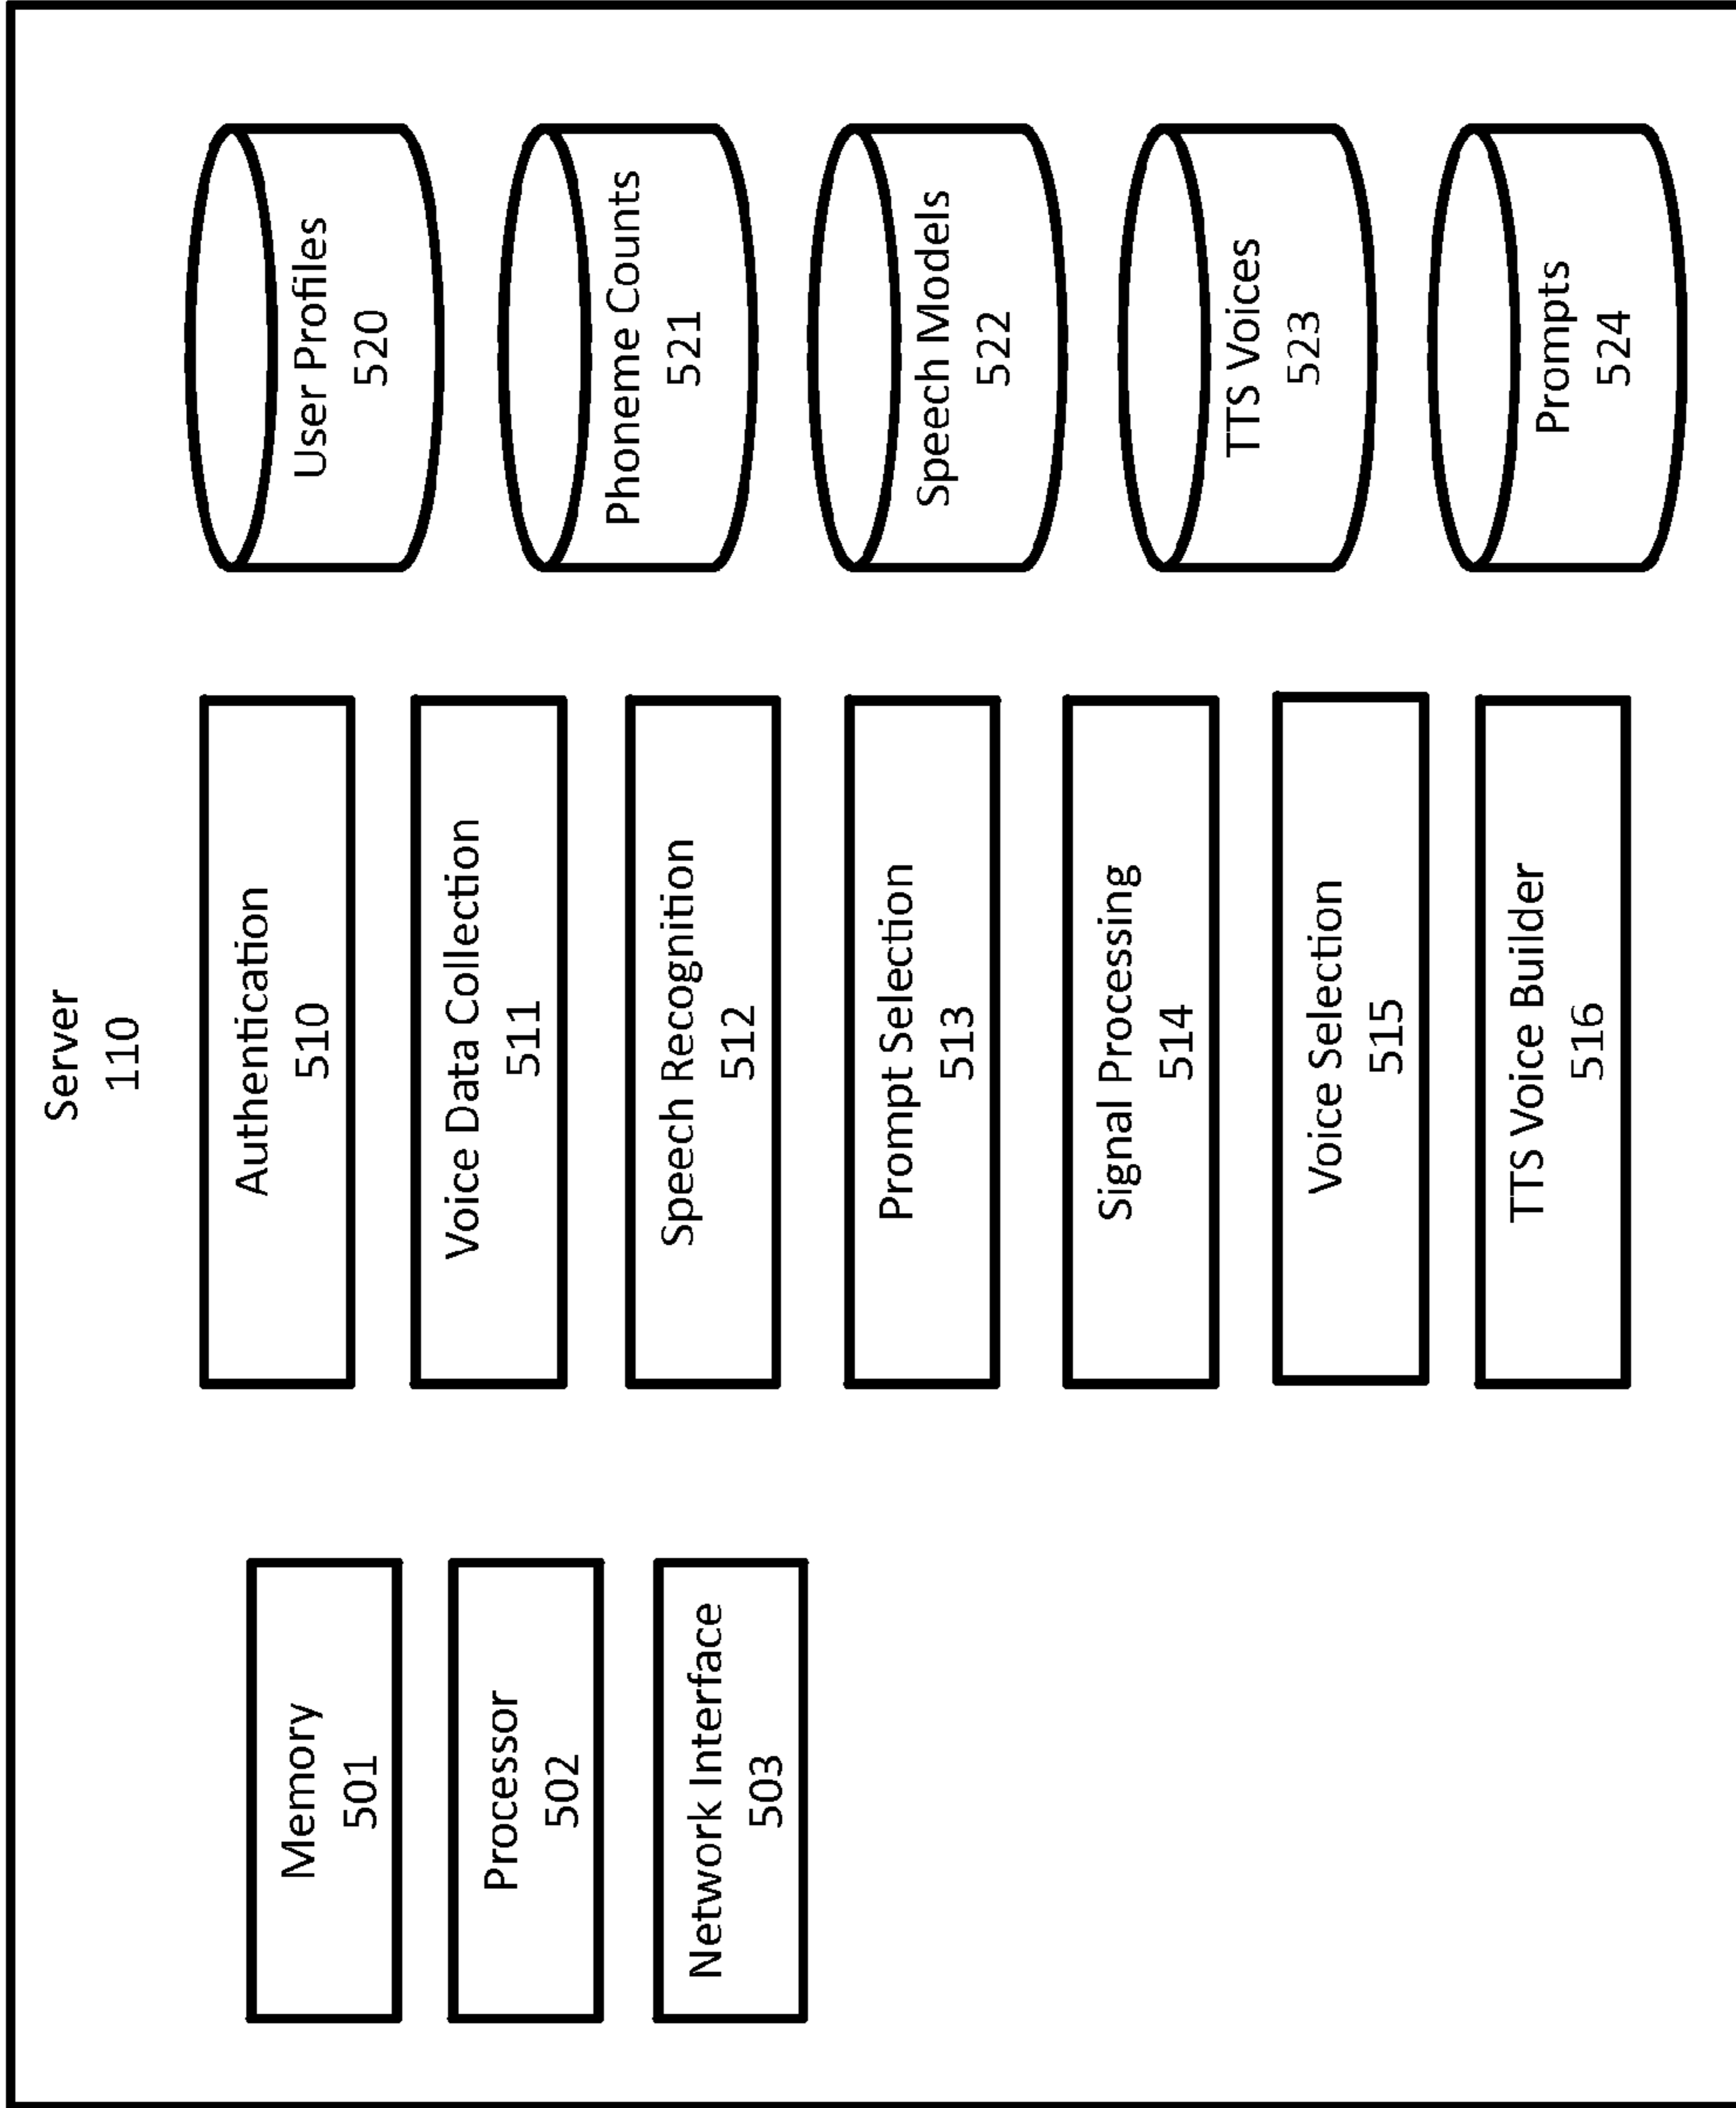 Server
110
Memory
501
Processor
502
Network Interface
503
Authentication
510
Voice Data Collection
511
Speech Recognition
512
Prompt Selection
513
Signal Processing
514
Voice Selection
515
TTS Voice Builder
516
User Profiles
520
Phoneme Counts
521
Speech Models
522
TTS Voices
523
Prompts
524